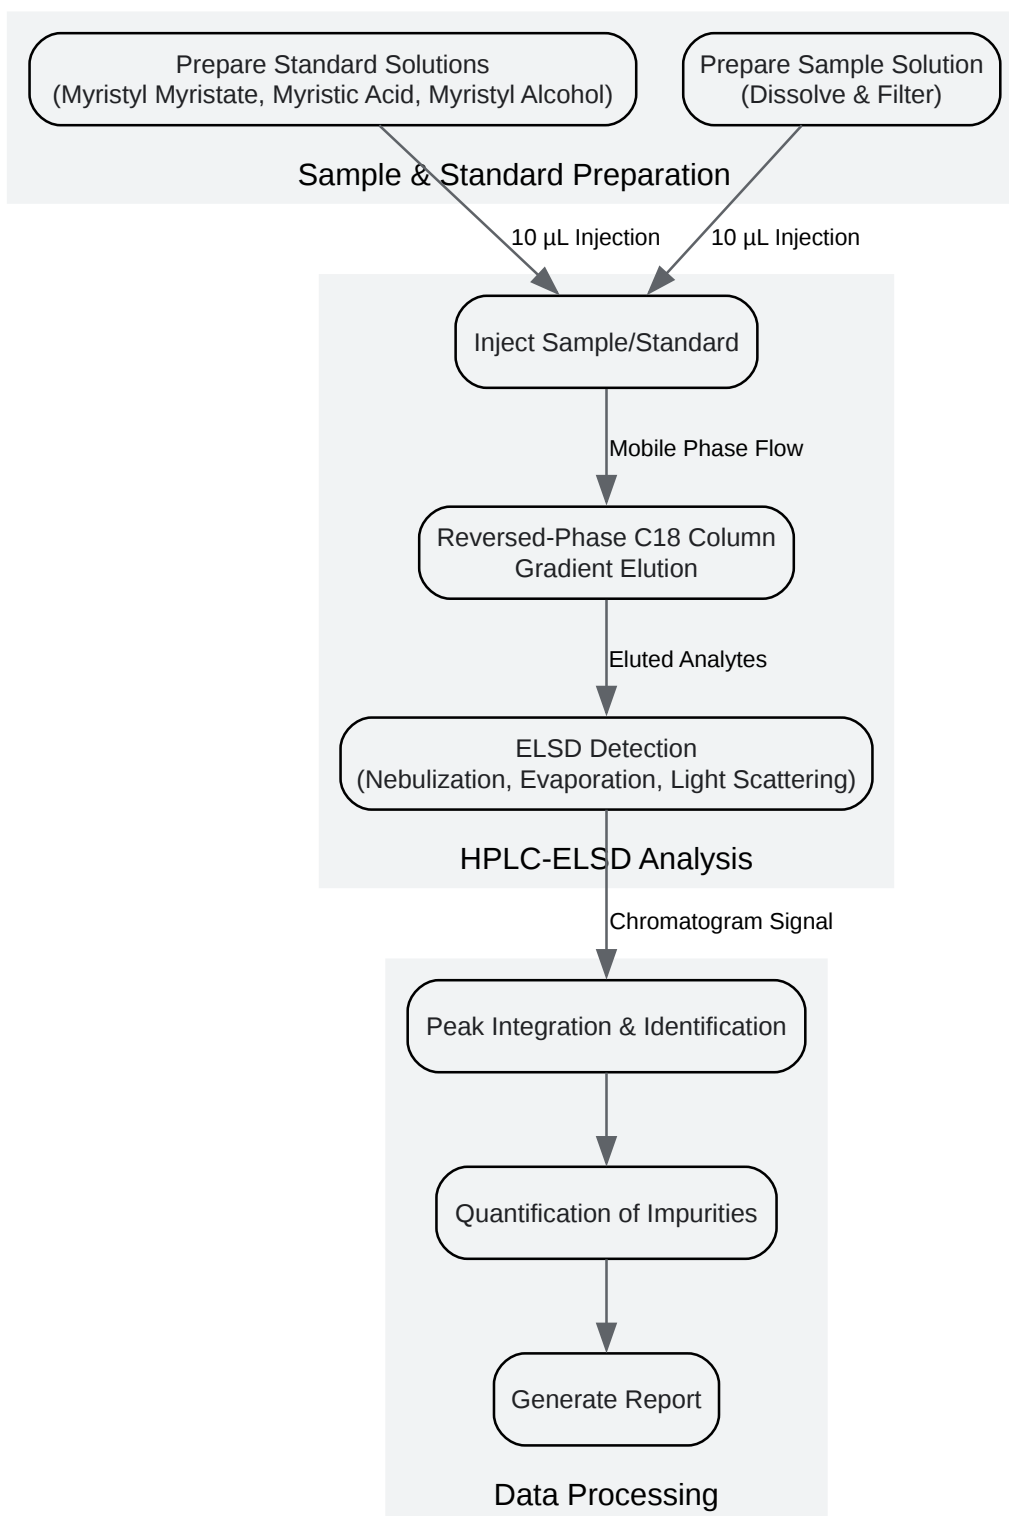 Prepare Standard Solutions
(Myristyl Myristate, Myristic Acid, Myristyl Alcohol)
Prepare Sample Solution
(Dissolve & Filter)
Sample & Standard Preparation
10 µL Injection
10 µL Injection
Inject Sample/Standard
Mobile Phase Flow
Reversed-Phase C18 Column
Gradient Elution
Eluted Analytes
ELSD Detection
(Nebulization, Evaporation, Light Scattering)
HPLC-ELSD Analysis
Chromatogram Signal
Peak Integration & Identification
Quantification of Impurities
Generate Report
Data Processing